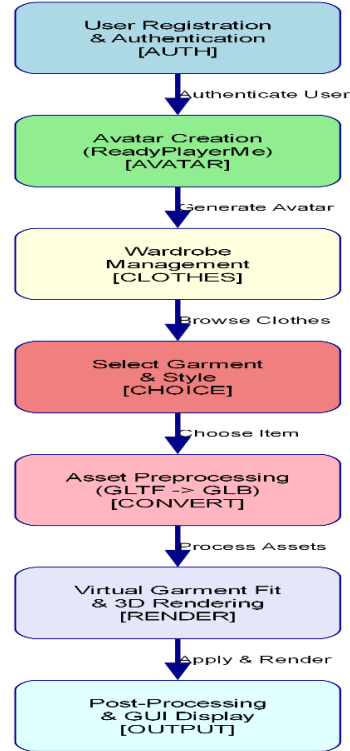 User Registration
& Authentication
[AUTH]
Authenticate User
Avatar Creation
(ReadyPlayerMe)
[AVATAR]
Generate Avatar
Wardrobe
Management
[CLOTHES]
Browse Clothes
Select Garment
& Style
[CHOICE]
Choose Item
Asset Preprocessing
(GLTF -> GLB)
[CONVERT]
Process Assets
Virtual Garment Fit
& 3D Rendering
[RENDER]
Apply & Render
Post-Processing
& GUI Display
[OUTPUT]